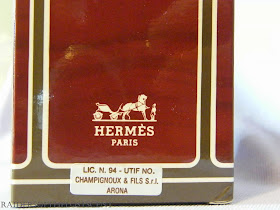 HERMÈS
PARIS
LIC. N. 94 - UTIF NO.
CHAMPIGNOUX & FILS S.r.l.
ARONA